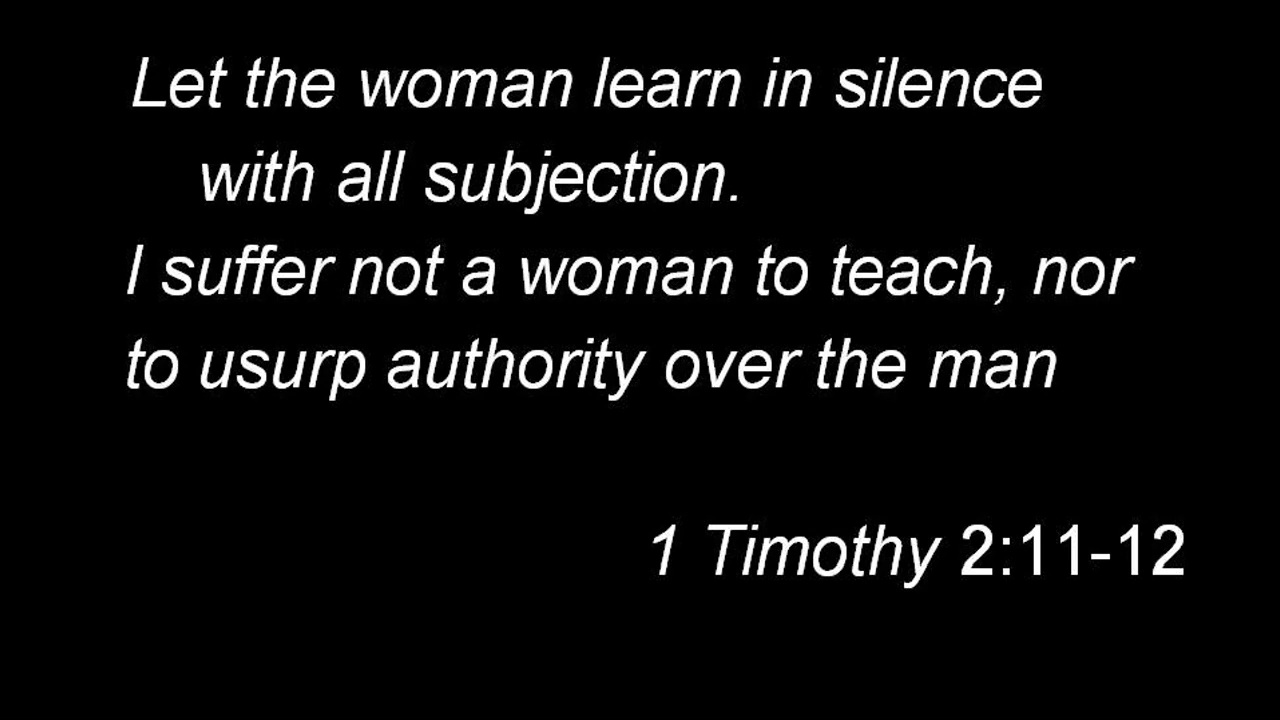 Let the woman learn in silence
with all subjection.
I suffer not a woman to teach, nor
to usurp authority over the man
1 Timothy 2:11-12